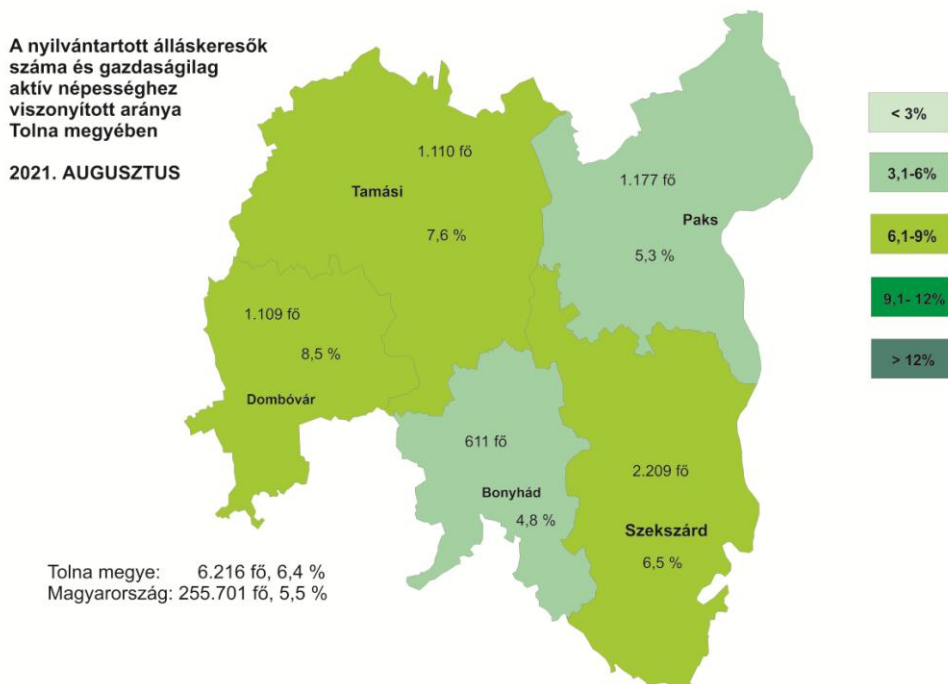 A nyilvántartott álláskeresők
száma és gazdaságilag
aktív népességhez
viszonyított aránya
Tolna megyében
2021. AUGUSZTUS
1.110 fő
Tamási
7,6 %
1.177 fő
Paks
5,3 %
1.109 fő
8,5 %
Dombóvár
611 fő
Bonyhád
4,8 %
2.209 fő
Szekszárd
6,5 %
< 3%
3,1-6%
6,1-9%
9,1- 12%
> 12%
Tolna megye: 6.216 fő, 6,4 %
Magyarország: 255.701 fő, 5,5 %